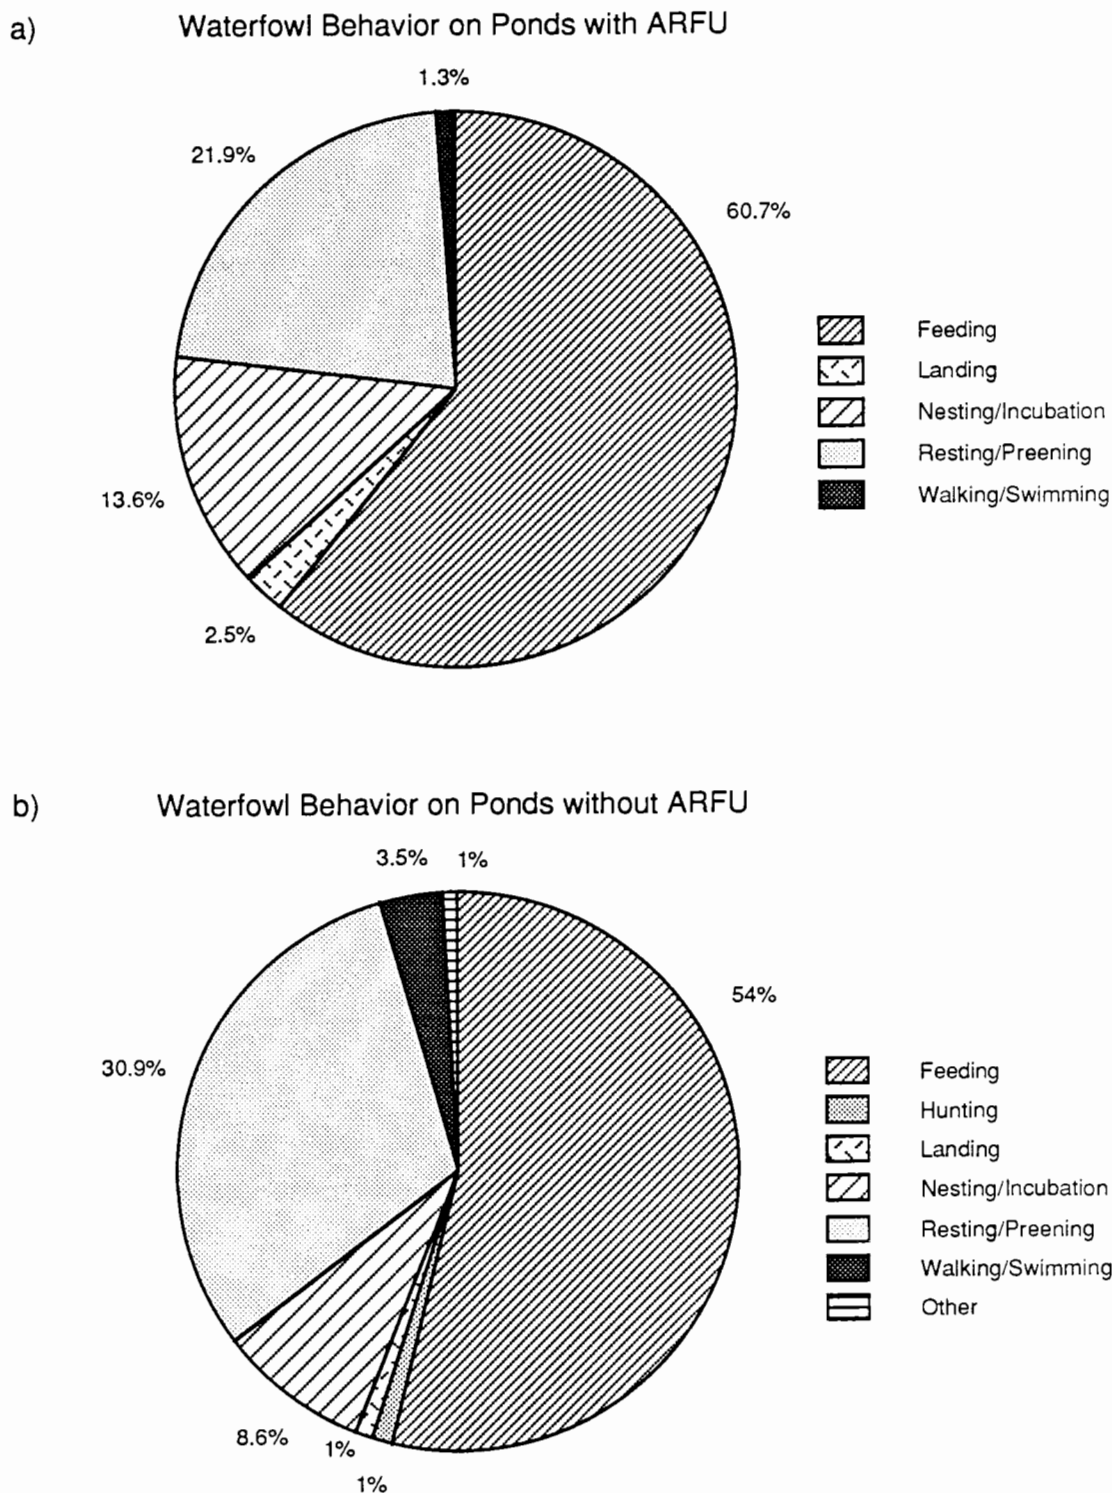 a)
Waterfowl Behavior on Ponds with ARFU
1.3%
21.9%
60.7%
13.6%
2.5%
Feeding
Landing
Nesting/Incubation
Resting/Preening
Walking/Swimming
b)
Waterfowl Behavior on Ponds without ARFU
3.5%
1%
54%
30.9%
8.6%
1%
1%
Feeding
Hunting
Landing
Nesting/Incubation
Resting/Preening
Walking/Swimming
Other